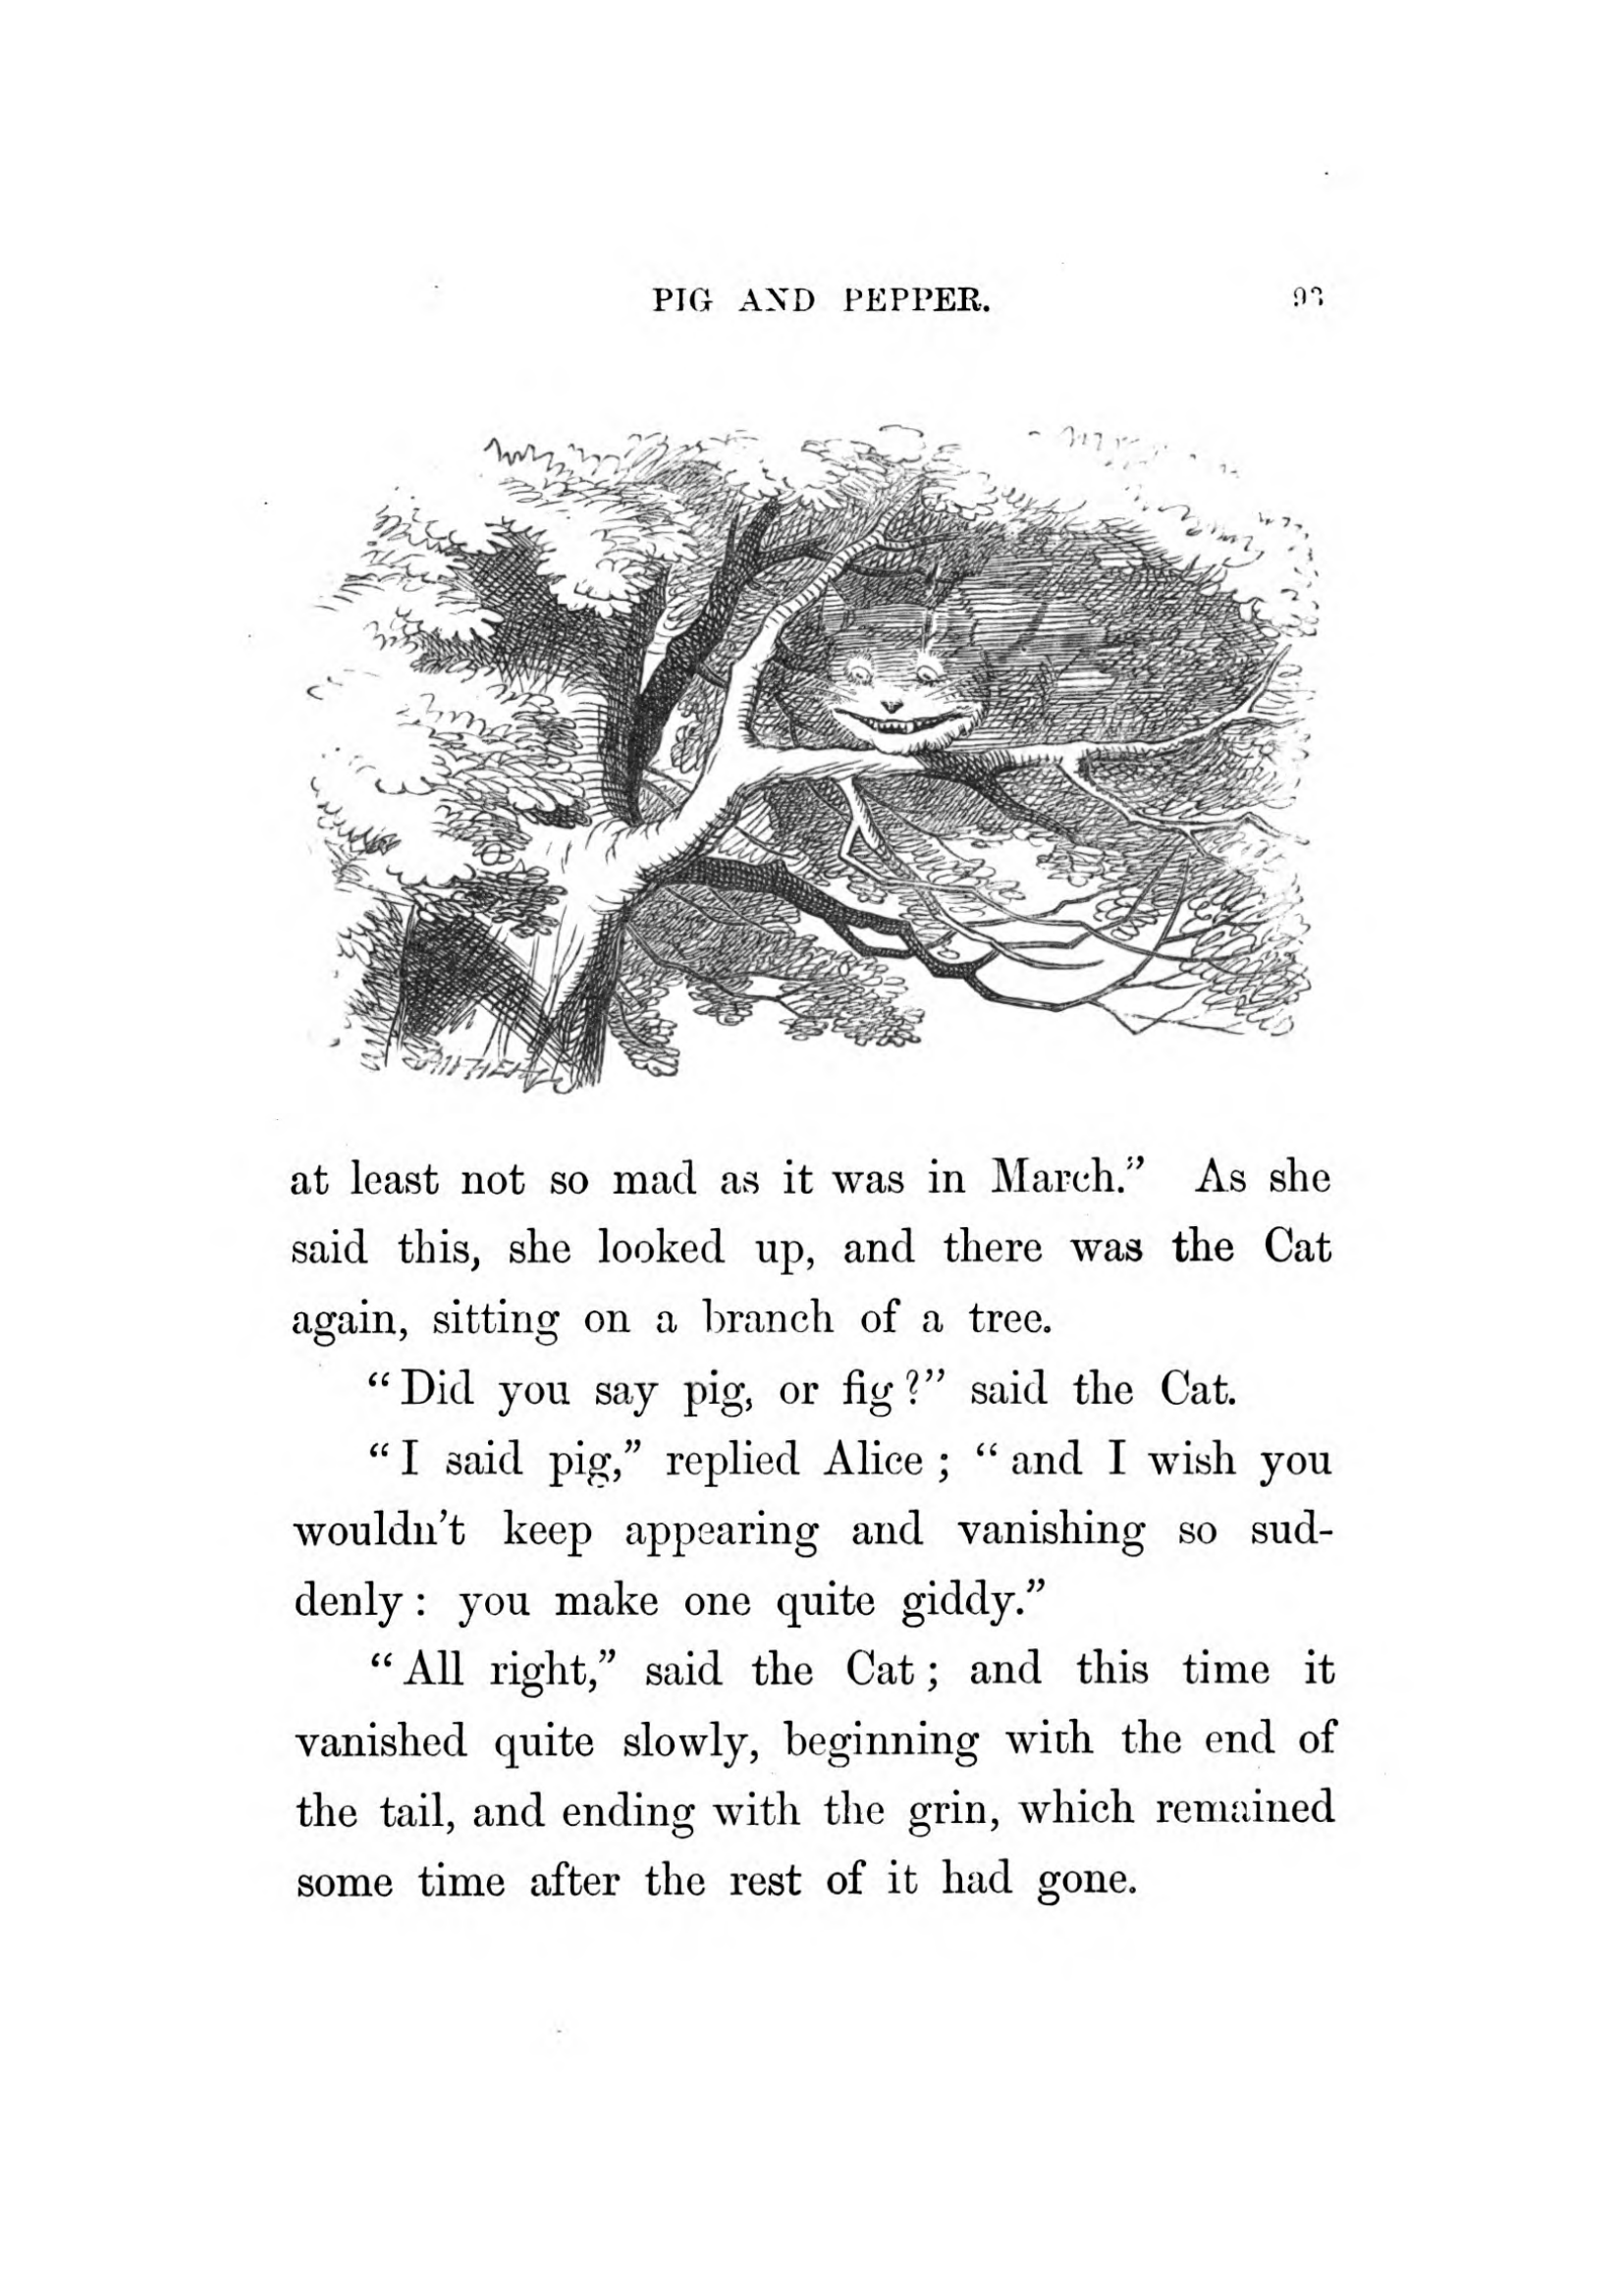 PIG AND PEPPER. 93
at least not so mad as it was in March.” As she
said this, she looked up, and there was the Cat
again, sitting on a branch of a tree.
“Did you say pig, or fig?” said the Cat.
“I said pig,” replied Alice; “and I wish you
wouldn’t keep appearing and vanishing so sud-
denly: you make one quite giddy.”
“All right,” said the Cat; and this time it
vanished quite slowly, beginning with the end of
the tail, and ending with the grin, which remained
some time after the rest of it had gone.